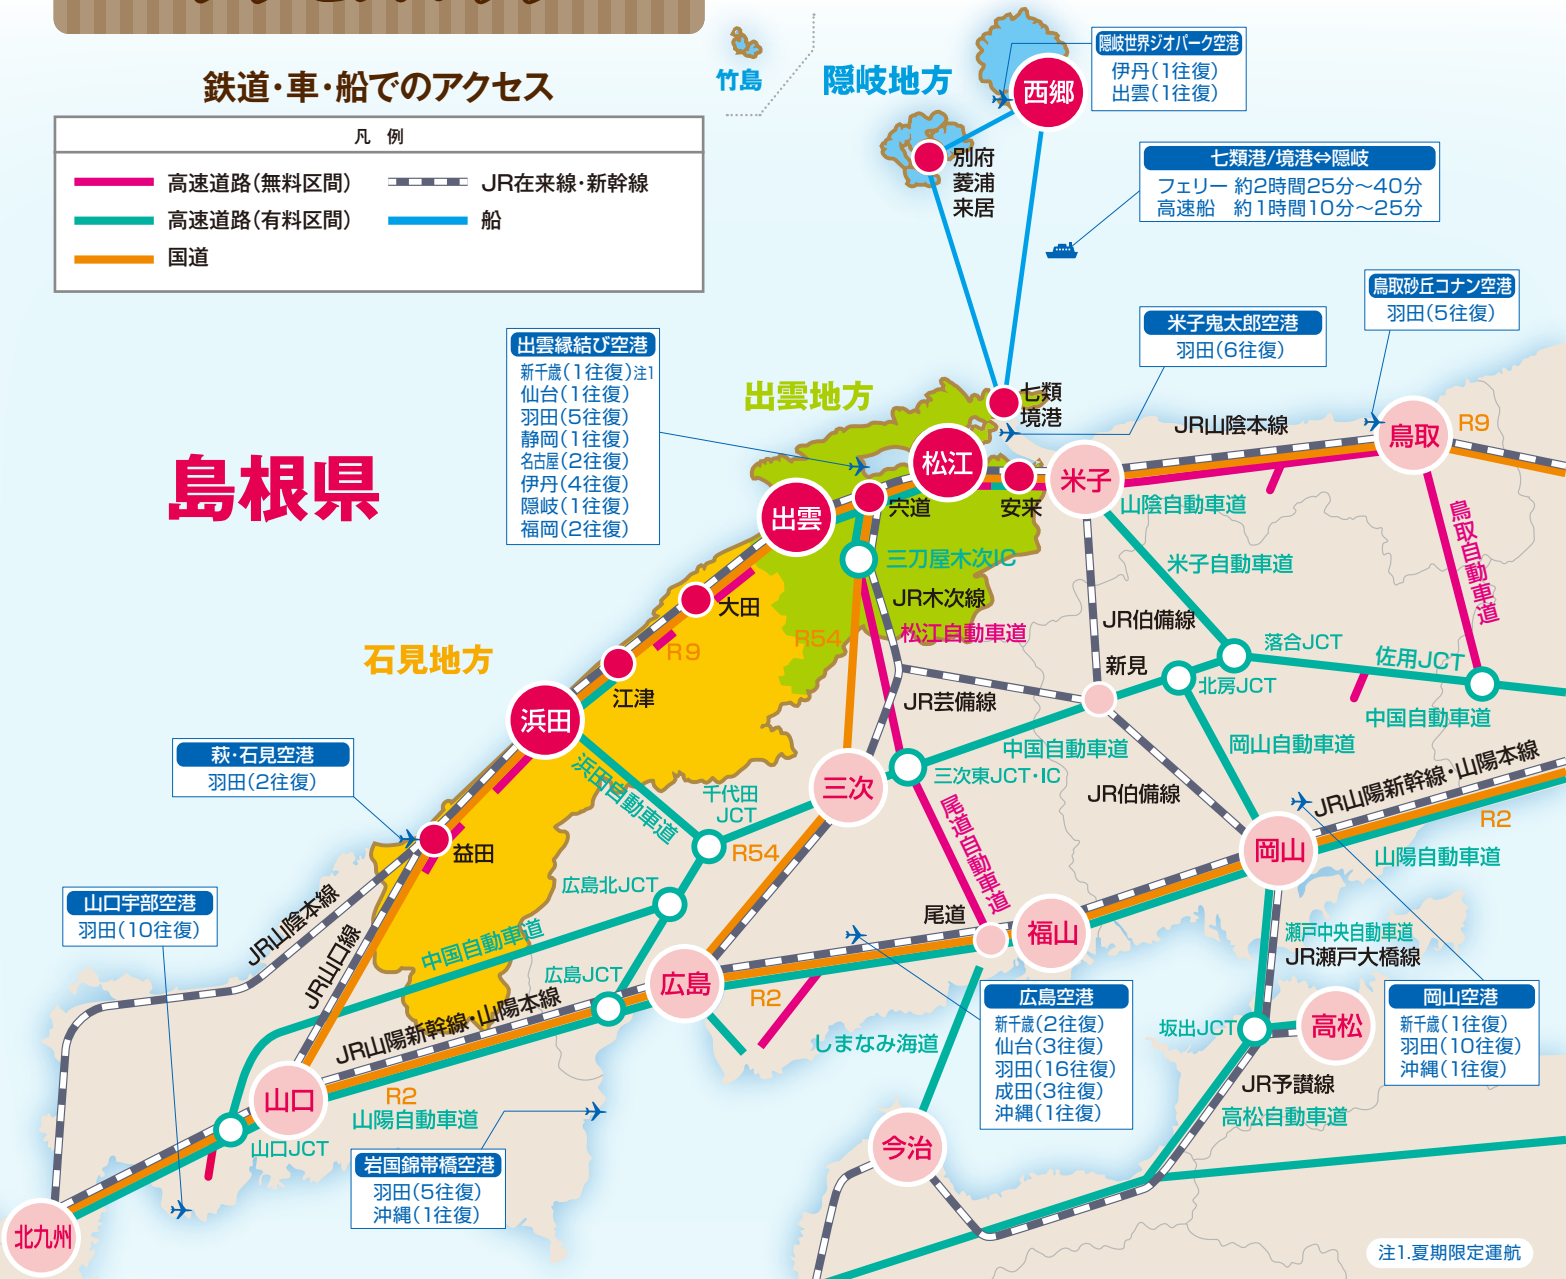 鉄道・車・船でのアクセス
凡 例
高速道路(無料区間)
高速道路(有料区間)
国道
JR在来線・新幹線
船
竹島
隠岐地方
西郷
別府
菱浦
来居
隠岐世界ジオパーク空港
伊丹(1往復)
出雲(1往復)
七類港/境港⇔隠岐
フェリー 約2時間25分〜40分
高速船 約1時間10分〜25分
鳥取砂丘コナン空港
羽田(5往復)
米子鬼太郎空港
羽田(6往復)
出雲縁結び空港
新千歳(1往復)注1
仙台(1往復)
羽田(5往復)
静岡(1往復)
名古屋(2往復)
伊丹(4往復)
隠岐(1往復)
福岡(2往復)
島根県
出雲地方
七類
境港
松江
米子
安来
宍道
出雲
JR山陰本線
鳥取
R9
山陰自動車道
鳥取自動車道
米子自動車道
三刀屋木次IC
JR木次線
松江自動車道
JR伯備線
大田
R54
R9
石見地方
江津
浜田
新見
落合JCT
佐用JCT
北房JCT
中国自動車道
JR芸備線
中国自動車道
岡山自動車道
三次東JCT・IC
JR伯備線
JR山陽新幹線・山陽本線
R2
山陽自動車道
萩・石見空港
羽田(2往復)
浜田自動車道
千代田
JCT
三次
尾道自動車道
岡山
益田
R54
広島北JCT
山口宇部空港
羽田(10往復)
JR山陰本線
JR山口線
中国自動車道
広島JCT
広島
尾道
福山
瀬戸中央自動車道
JR瀬戸大橋線
R2
JR山陽新幹線・山陽本線
広島空港
新千歳(2往復)
仙台(3往復)
羽田(16往復)
成田(3往復)
沖縄(1往復)
岡山空港
新千歳(1往復)
羽田(10往復)
沖縄(1往復)
しまなみ海道
坂出JCT
高松
山口
R2
山陽自動車道
JR予讃線
高松自動車道
山口JCT
岩国錦帯橋空港
羽田(5往復)
沖縄(1往復)
今治
北九州
注1.夏期限定運航